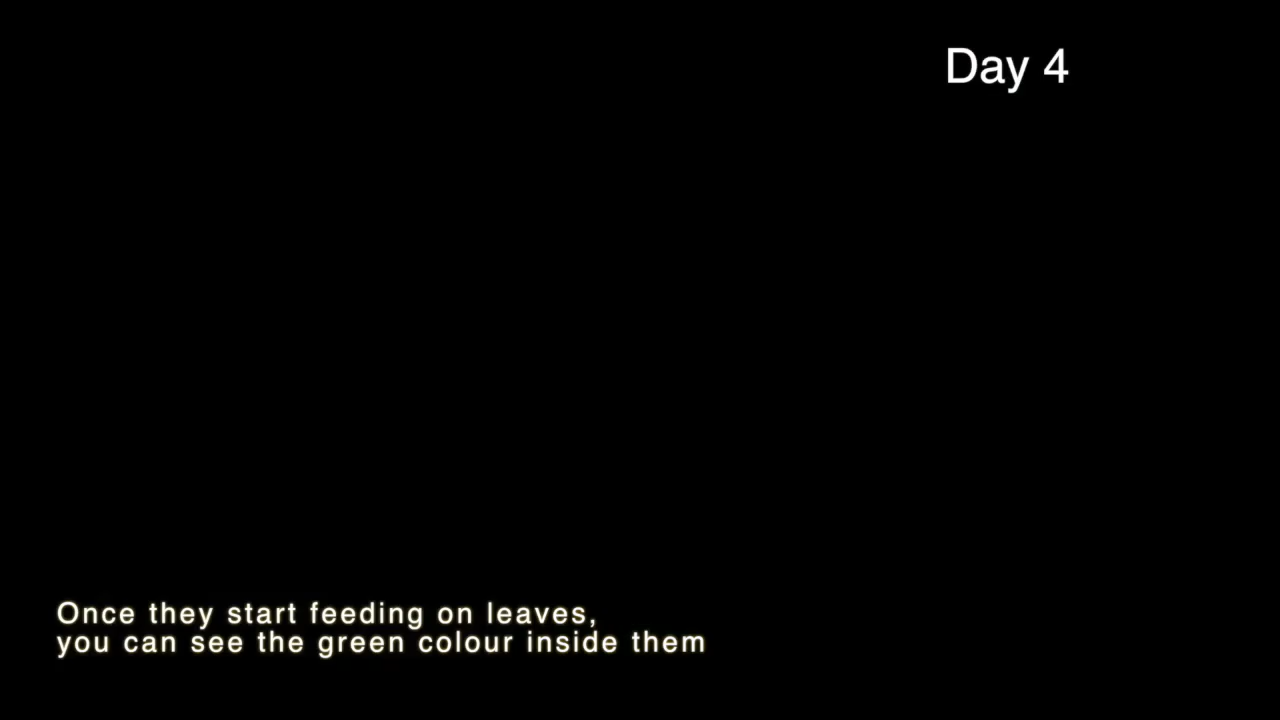 Day 4
Once they start feeding on leaves,
you can see the green colour inside them